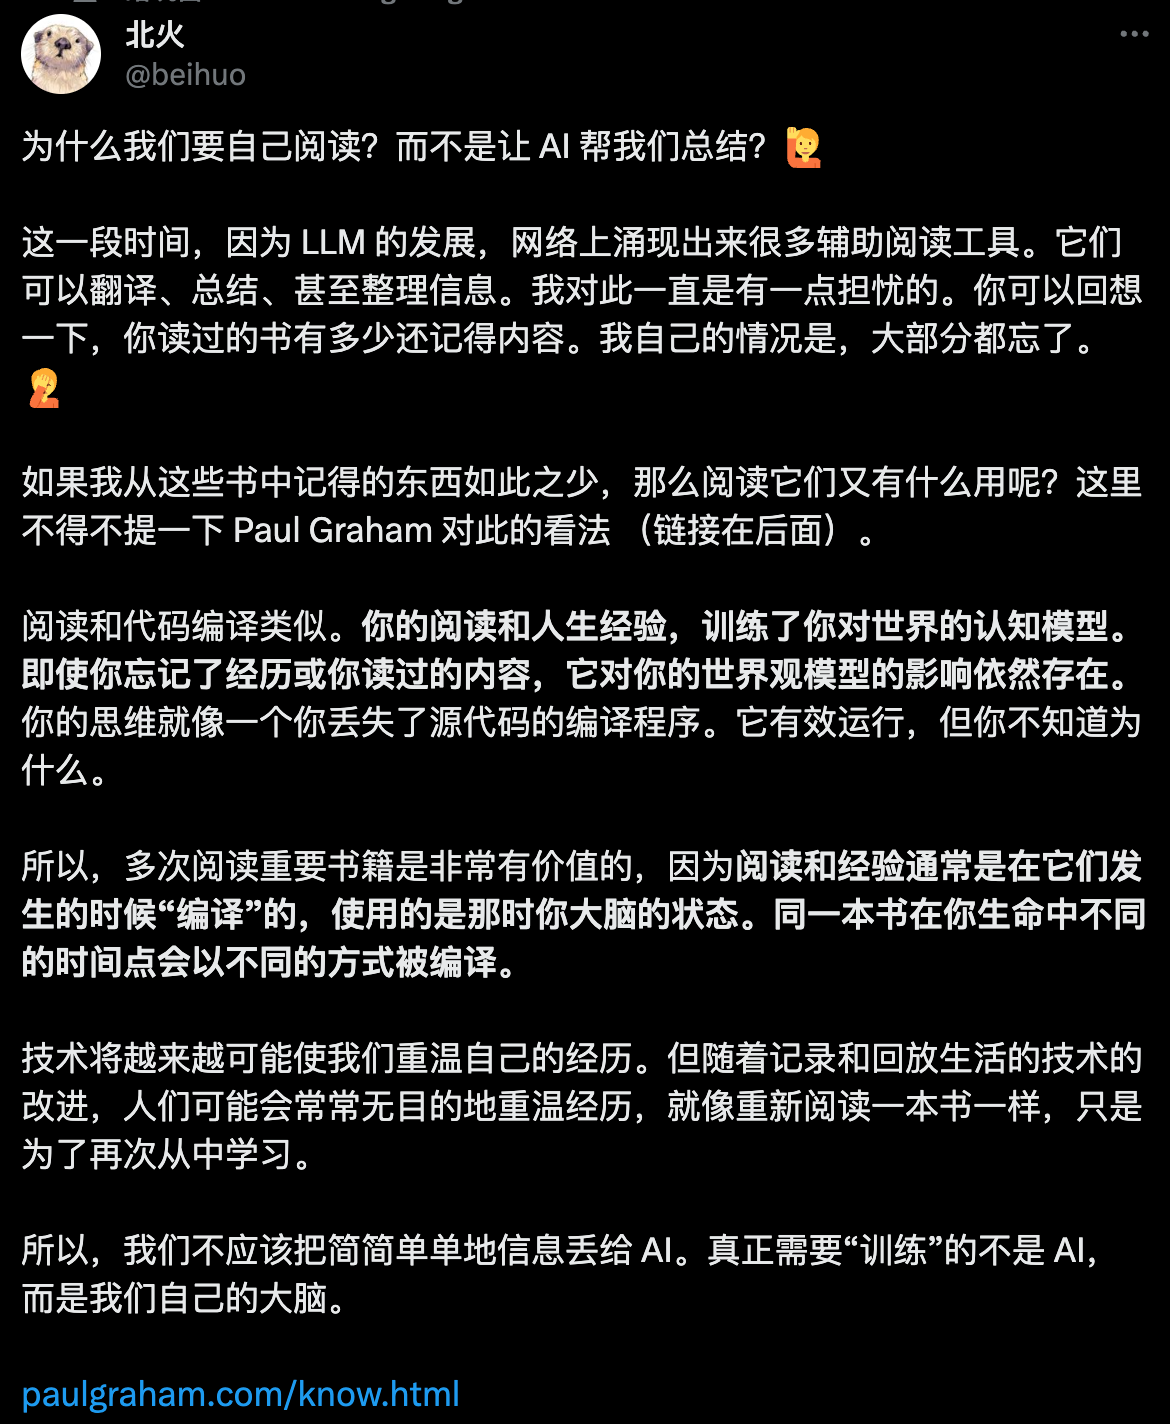 北火
@beihuo
为什么我们要自己阅读？而不是让 AI 帮我们总结？🙋
这一段时间，因为 LLM 的发展，网络上涌现出来很多辅助阅读工具。它们
可以翻译、总结、甚至整理信息。我对此一直是有一点担忧的。你可以回想
一下，你读过的书有多少还记得内容。我自己的情况是，大部分都忘了。
🤦
如果我从这些书中记得的东西如此之少，那么阅读它们又有什么用呢？这里
不得不提一下 Paul Graham 对此的看法 （链接在后面）。
阅读和代码编译类似。你的阅读和人生经验，训练了你对世界的认知模型。
即使你忘记了经历或你读过的内容，它对你的世界观模型的影响依然存在。
你的思维就像一个你丢失了源代码的编译程序。它有效运行，但你不知道为
什么。
所以，多次阅读重要书籍是非常有价值的，因为阅读和经验通常是在它们发
生的时候“编译”的，使用的是那时你大脑的状态。同一本书在你生命中不同
的时间点会以不同的方式被编译。
技术将越来越可能使我们重温自己的经历。但随着记录和回放生活的技术的
改进，人们可能会常常无目的地重温经历，就像重新阅读一本书一样，只是
为了再次从中学习。
所以，我们不应该把简简单单地信息丢给 AI。真正需要“训练”的不是 AI，
而是我们自己的大脑。
paulgraham.com/know.html